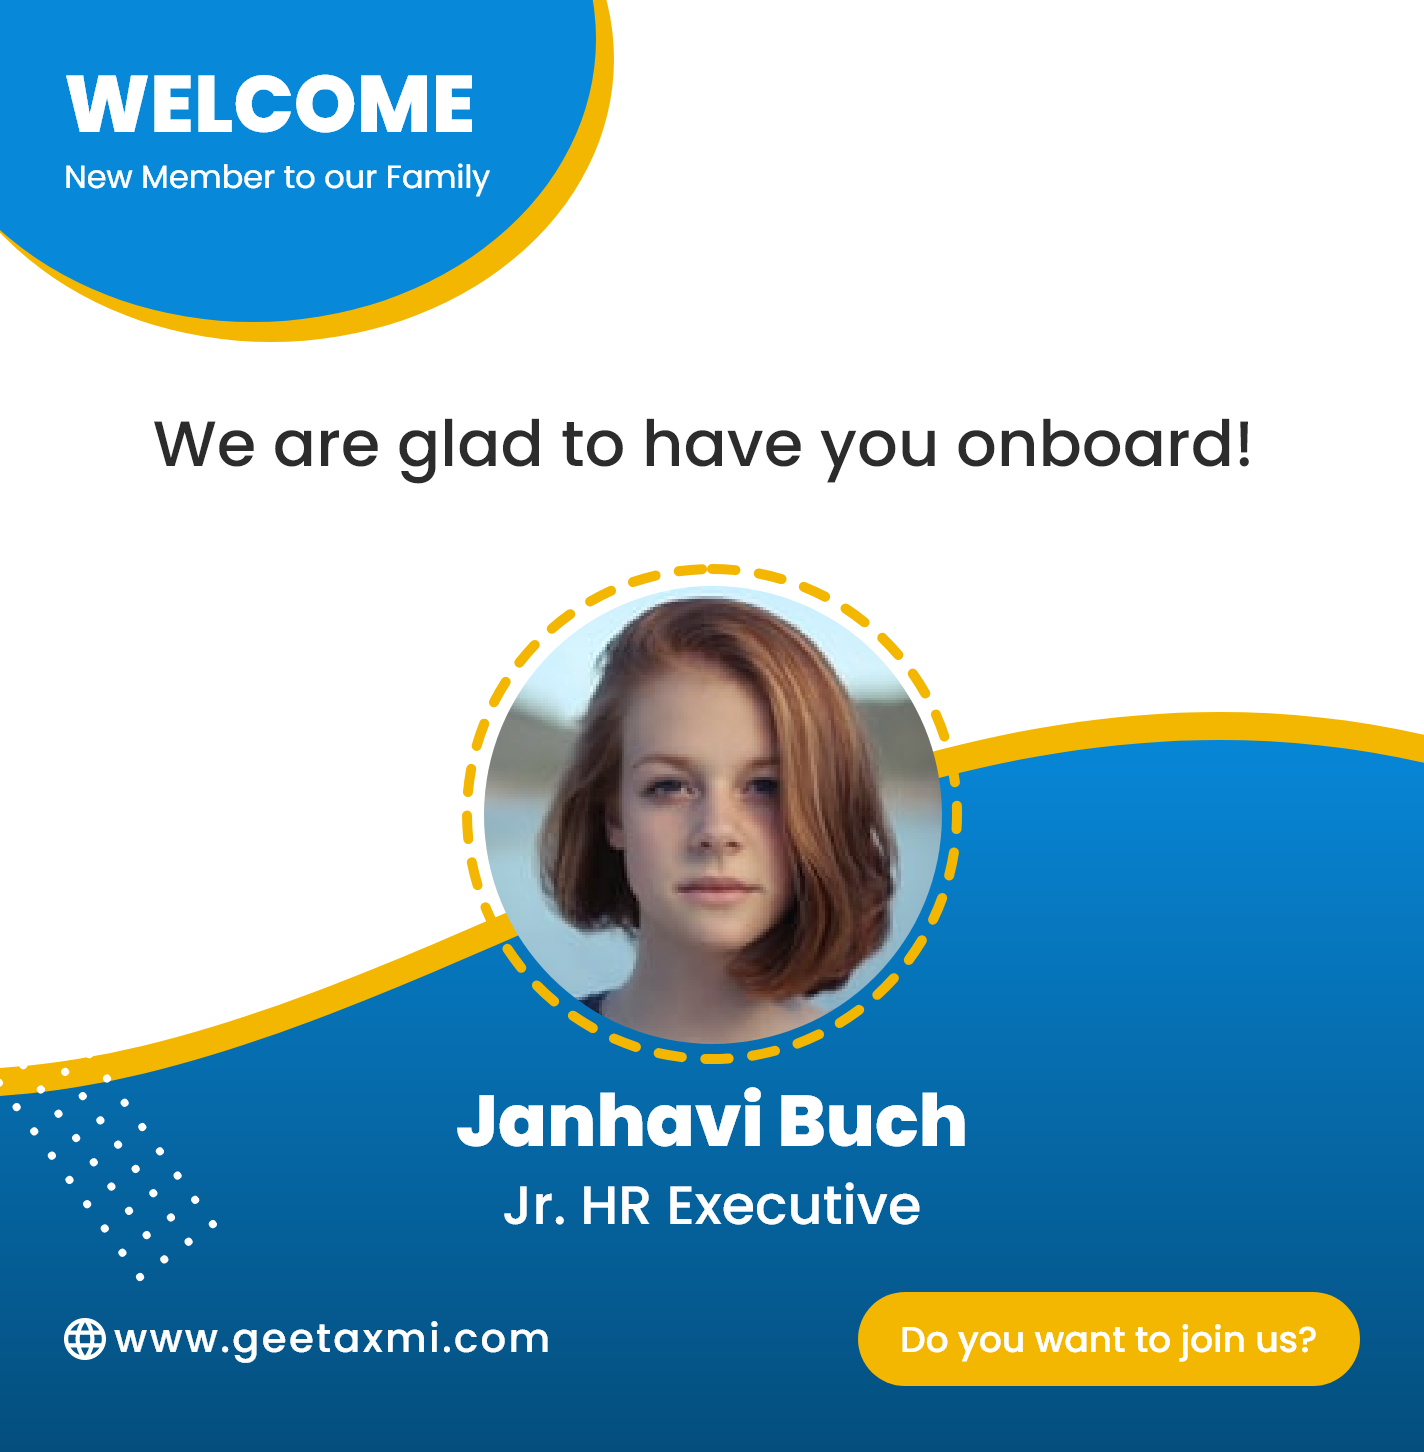 WELCOME
New Member to our Family
We are glad to have you onboard!
Janhavi Buch
Jr. HR Executive
www.geetaxmi.com
Do you want to join us?